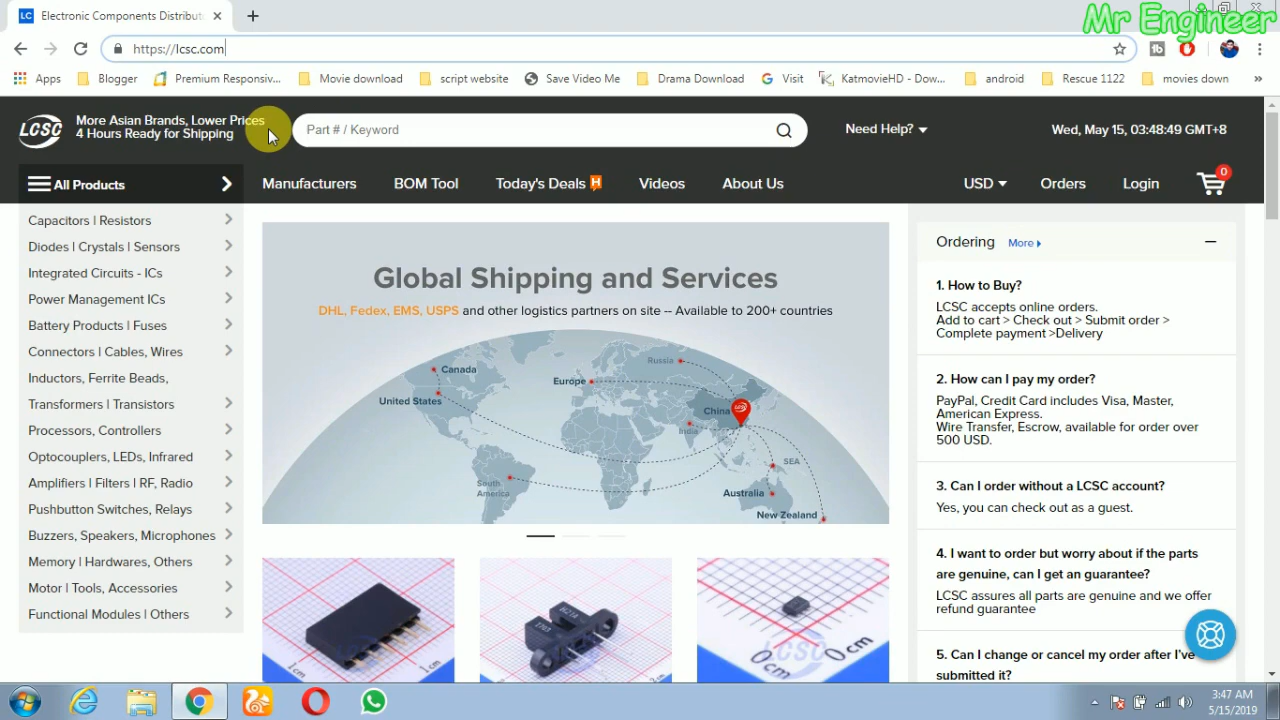 Electronic Components Distribut
Mr Engineer
https://lcsc.com
Apps
Blogger
Premium Responsiv...
Movie download
script website
Save Video Me
Drama Download
Visit
KatmovieHD - Dow...
android
Rescue 1122
movies down
»
LCSC
More Asian Brands, Lower Prices
4 Hours Ready for Shipping
Part # / Keyword
Need Help?
Wed, May 15, 03:48:49 GMT+8
All Products
Manufacturers
BOM Tool
Today's Deals H
Videos
About Us
USD
Orders
Login
0
Capacitors | Resistors
Diodes | Crystals | Sensors
Integrated Circuits - ICs
Power Management ICs
Battery Products | Fuses
Connectors | Cables, Wires
Inductors, Ferrite Beads,
Transformers | Transistors
Processors, Controllers
Optocouplers, LEDs, Infrared
Amplifiers | Filters | RF, Radio
Pushbutton Switches, Relays
Buzzers, Speakers, Microphones
Memory | Hardwares, Others
Motor | Tools, Accessories
Functional Modules | Others
Global Shipping and Services
DHL, Fedex, EMS, USPS and other logistics partners on site -- Available to 200+ countries
Russia
Canada
Europe
United States
China
India
SEA
South
America
Australia
New Zealand
1cm
1cm
0cm
0cm
LCSC
Ordering More
1. How to Buy?
LCSC accepts online orders.
Add to cart > Check out > Submit order >
Complete payment >Delivery
2. How can I pay my order?
PayPal, Credit Card includes Visa, Master,
American Express.
Wire Transfer, Escrow, available for order over
500 USD.
3. Can I order without a LCSC account?
Yes, you can check out as a guest.
4. I want to order but worry about if the parts
are genuine, can I get an guarantee?
LCSC assures all parts are genuine and we offer
refund guarantee
5. Can I change or cancel my order after I've
submitted it?
3:47 AM
5/15/2019